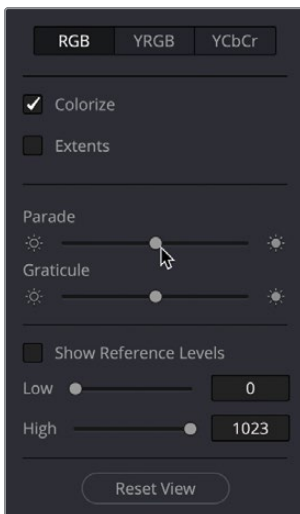 RGB YRGB YCbCr
Colorize
Extents
Parade
Graticule
Show Reference Levels
Low 0
High 1023
Reset View